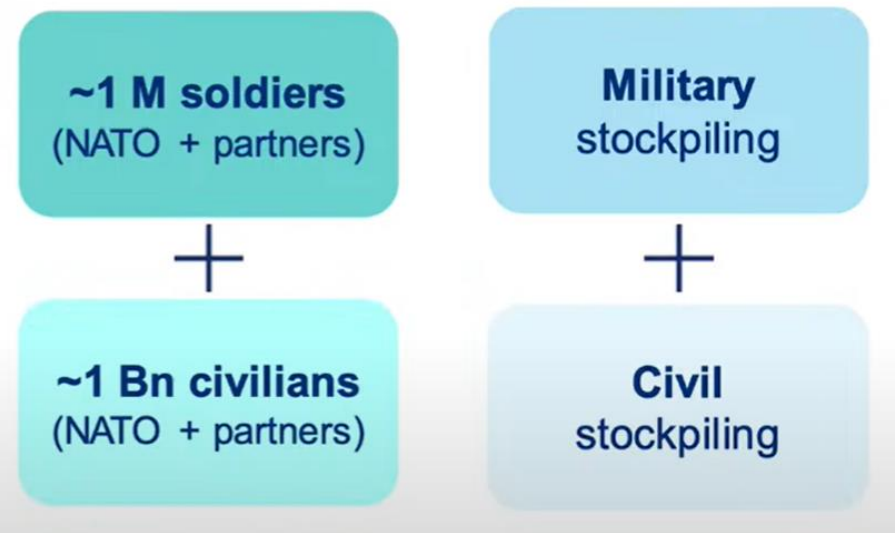 ~1 M soldiers
(NATO + partners)
+
~1 Bn civilians
(NATO + partners)
Military
stockpiling
+
Civil
stockpiling